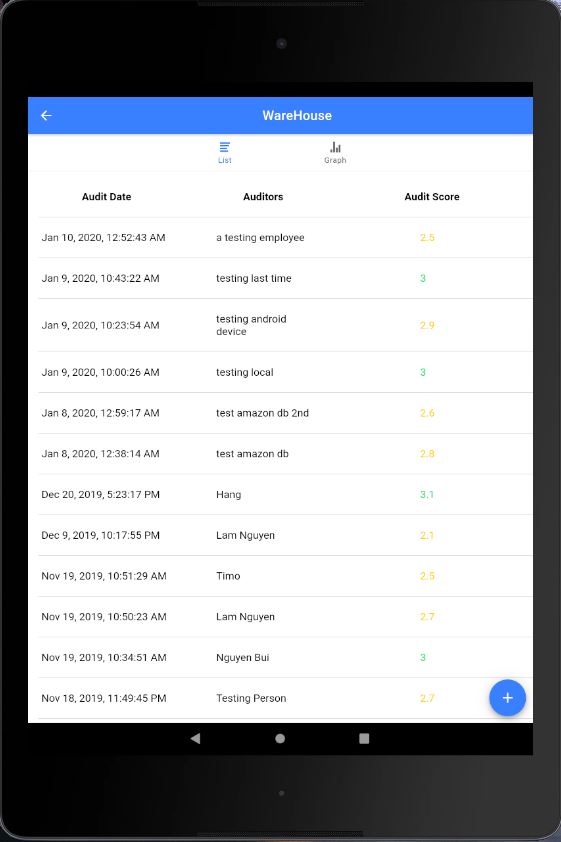 WareHouse
List
Graph
Audit Date Auditors Audit Score
Jan 10, 2020, 12:52:43 AM a testing employee 2.5
Jan 9, 2020, 10:43:22 AM testing last time 3
Jan 9, 2020, 10:23:54 AM testing android 2.9
device
Jan 9, 2020, 10:00:26 AM testing local 3
Jan 8, 2020, 12:59:17 AM test amazon db 2nd 2.6
Jan 8, 2020, 12:38:14 AM test amazon db 2.8
Dec 20, 2019, 5:23:17 PM Hang 3.1
Dec 9, 2019, 10:17:55 PM Lam Nguyen 2.1
Nov 19, 2019, 10:51:29 AM Timo 2.5
Nov 19, 2019, 10:50:23 AM Lam Nguyen 2.7
Nov 19, 2019, 10:34:51 AM Nguyen Bui 3
Nov 18, 2019, 11:49:45 PM Testing Person 2.7